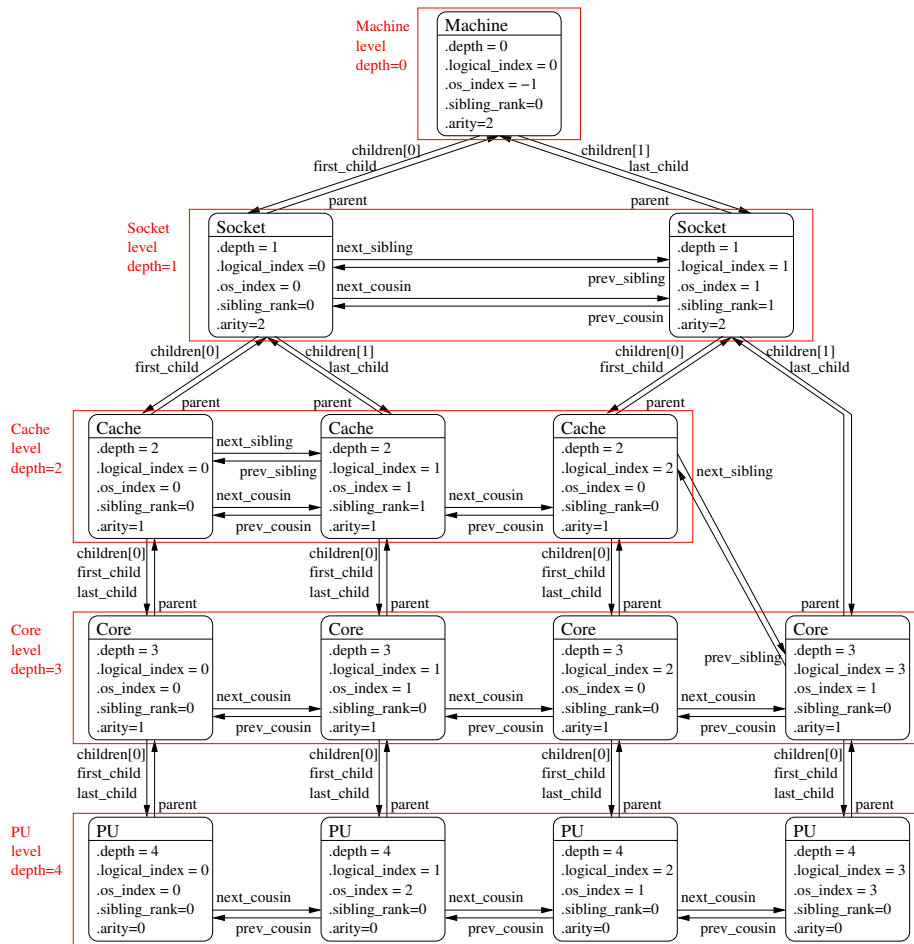 Machine
level
depth=0
Machine
.depth = 0
.logical_index = 0
.os_index = −1
.sibling_rank=0
.arity=2
children[0]
first_child
parent
children[1]
last_child
parent
Socket
level
depth=1
Socket
.depth = 1
.logical_index =0
.os_index = 0
.sibling_rank=0
.arity=2
next_sibling
prev_sibling
next_cousin
prev_cousin
Socket
.depth = 1
.logical_index = 1
.os_index = 1
.sibling_rank=1
.arity=2
children[0]
first_child
parent
children[1]
last_child
parent
children[0]
first_child
parent
children[1]
last_child
Cache
level
depth=2
Cache
.depth = 2
.logical_index = 0
.os_index = 0
.sibling_rank=0
.arity=1
next_sibling
prev_sibling
next_cousin
prev_cousin
Cache
.depth = 2
.logical_index = 1
.os_index = 1
.sibling_rank=1
.arity=1
next_cousin
prev_cousin
Cache
.depth = 2
.logical_index = 2
.os_index = 0
.sibling_rank=0
.arity=1
next_sibling
prev_sibling
children[0]
first_child
last_child
parent
children[0]
first_child
last_child
parent
children[0]
first_child
last_child
parent
parent
Core
level
depth=3
Core
.depth = 3
.logical_index = 0
.os_index = 0
.sibling_rank=0
.arity=1
next_cousin
prev_cousin
Core
.depth = 3
.logical_index = 1
.os_index = 1
.sibling_rank=0
.arity=1
next_cousin
prev_cousin
Core
.depth = 3
.logical_index = 2
.os_index = 0
.sibling_rank=0
.arity=1
next_cousin
prev_cousin
Core
.depth = 3
.logical_index = 3
.os_index = 1
.sibling_rank=0
.arity=1
children[0]
first_child
last_child
parent
children[0]
first_child
last_child
parent
children[0]
first_child
last_child
parent
children[0]
first_child
last_child
parent
PU
level
depth=4
PU
.depth = 4
.logical_index = 0
.os_index = 0
.sibling_rank=0
.arity=0
next_cousin
prev_cousin
PU
.depth = 4
.logical_index = 1
.os_index = 2
.sibling_rank=0
.arity=0
next_cousin
prev_cousin
PU
.depth = 4
.logical_index = 2
.os_index = 1
.sibling_rank=0
.arity=0
next_cousin
prev_cousin
PU
.depth = 4
.logical_index = 3
.os_index = 3
.sibling_rank=0
.arity=0